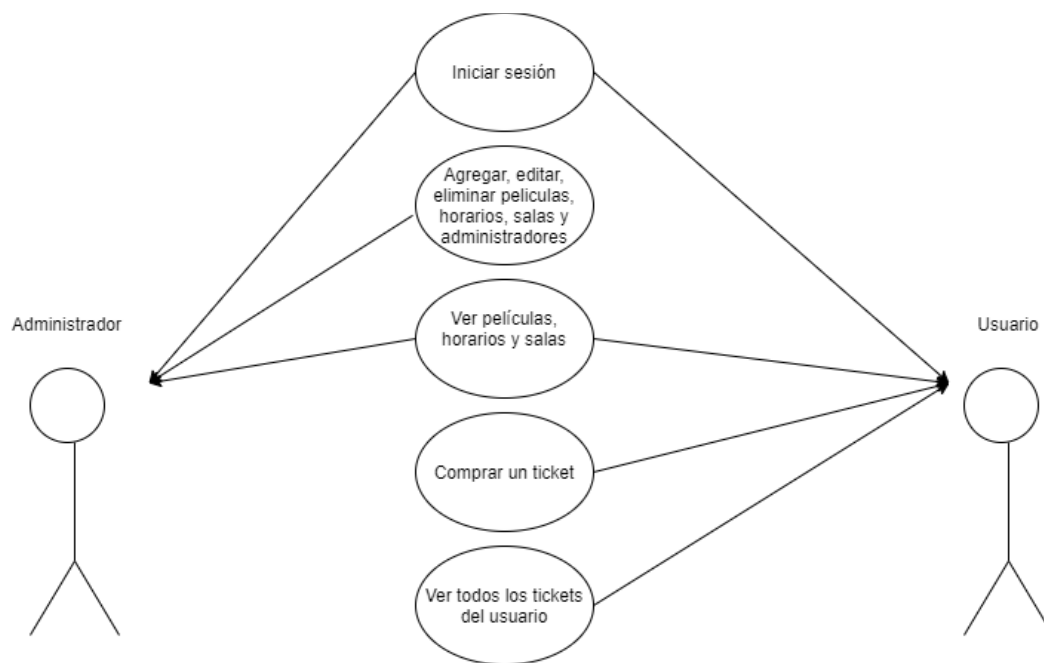 Iniciar sesión
Agregar, editar,
eliminar peliculas,
horarios, salas y
administradores
Administrador
Ver películas,
horarios y salas
Usuario
Comprar un ticket
Ver todos los tickets
del usuario